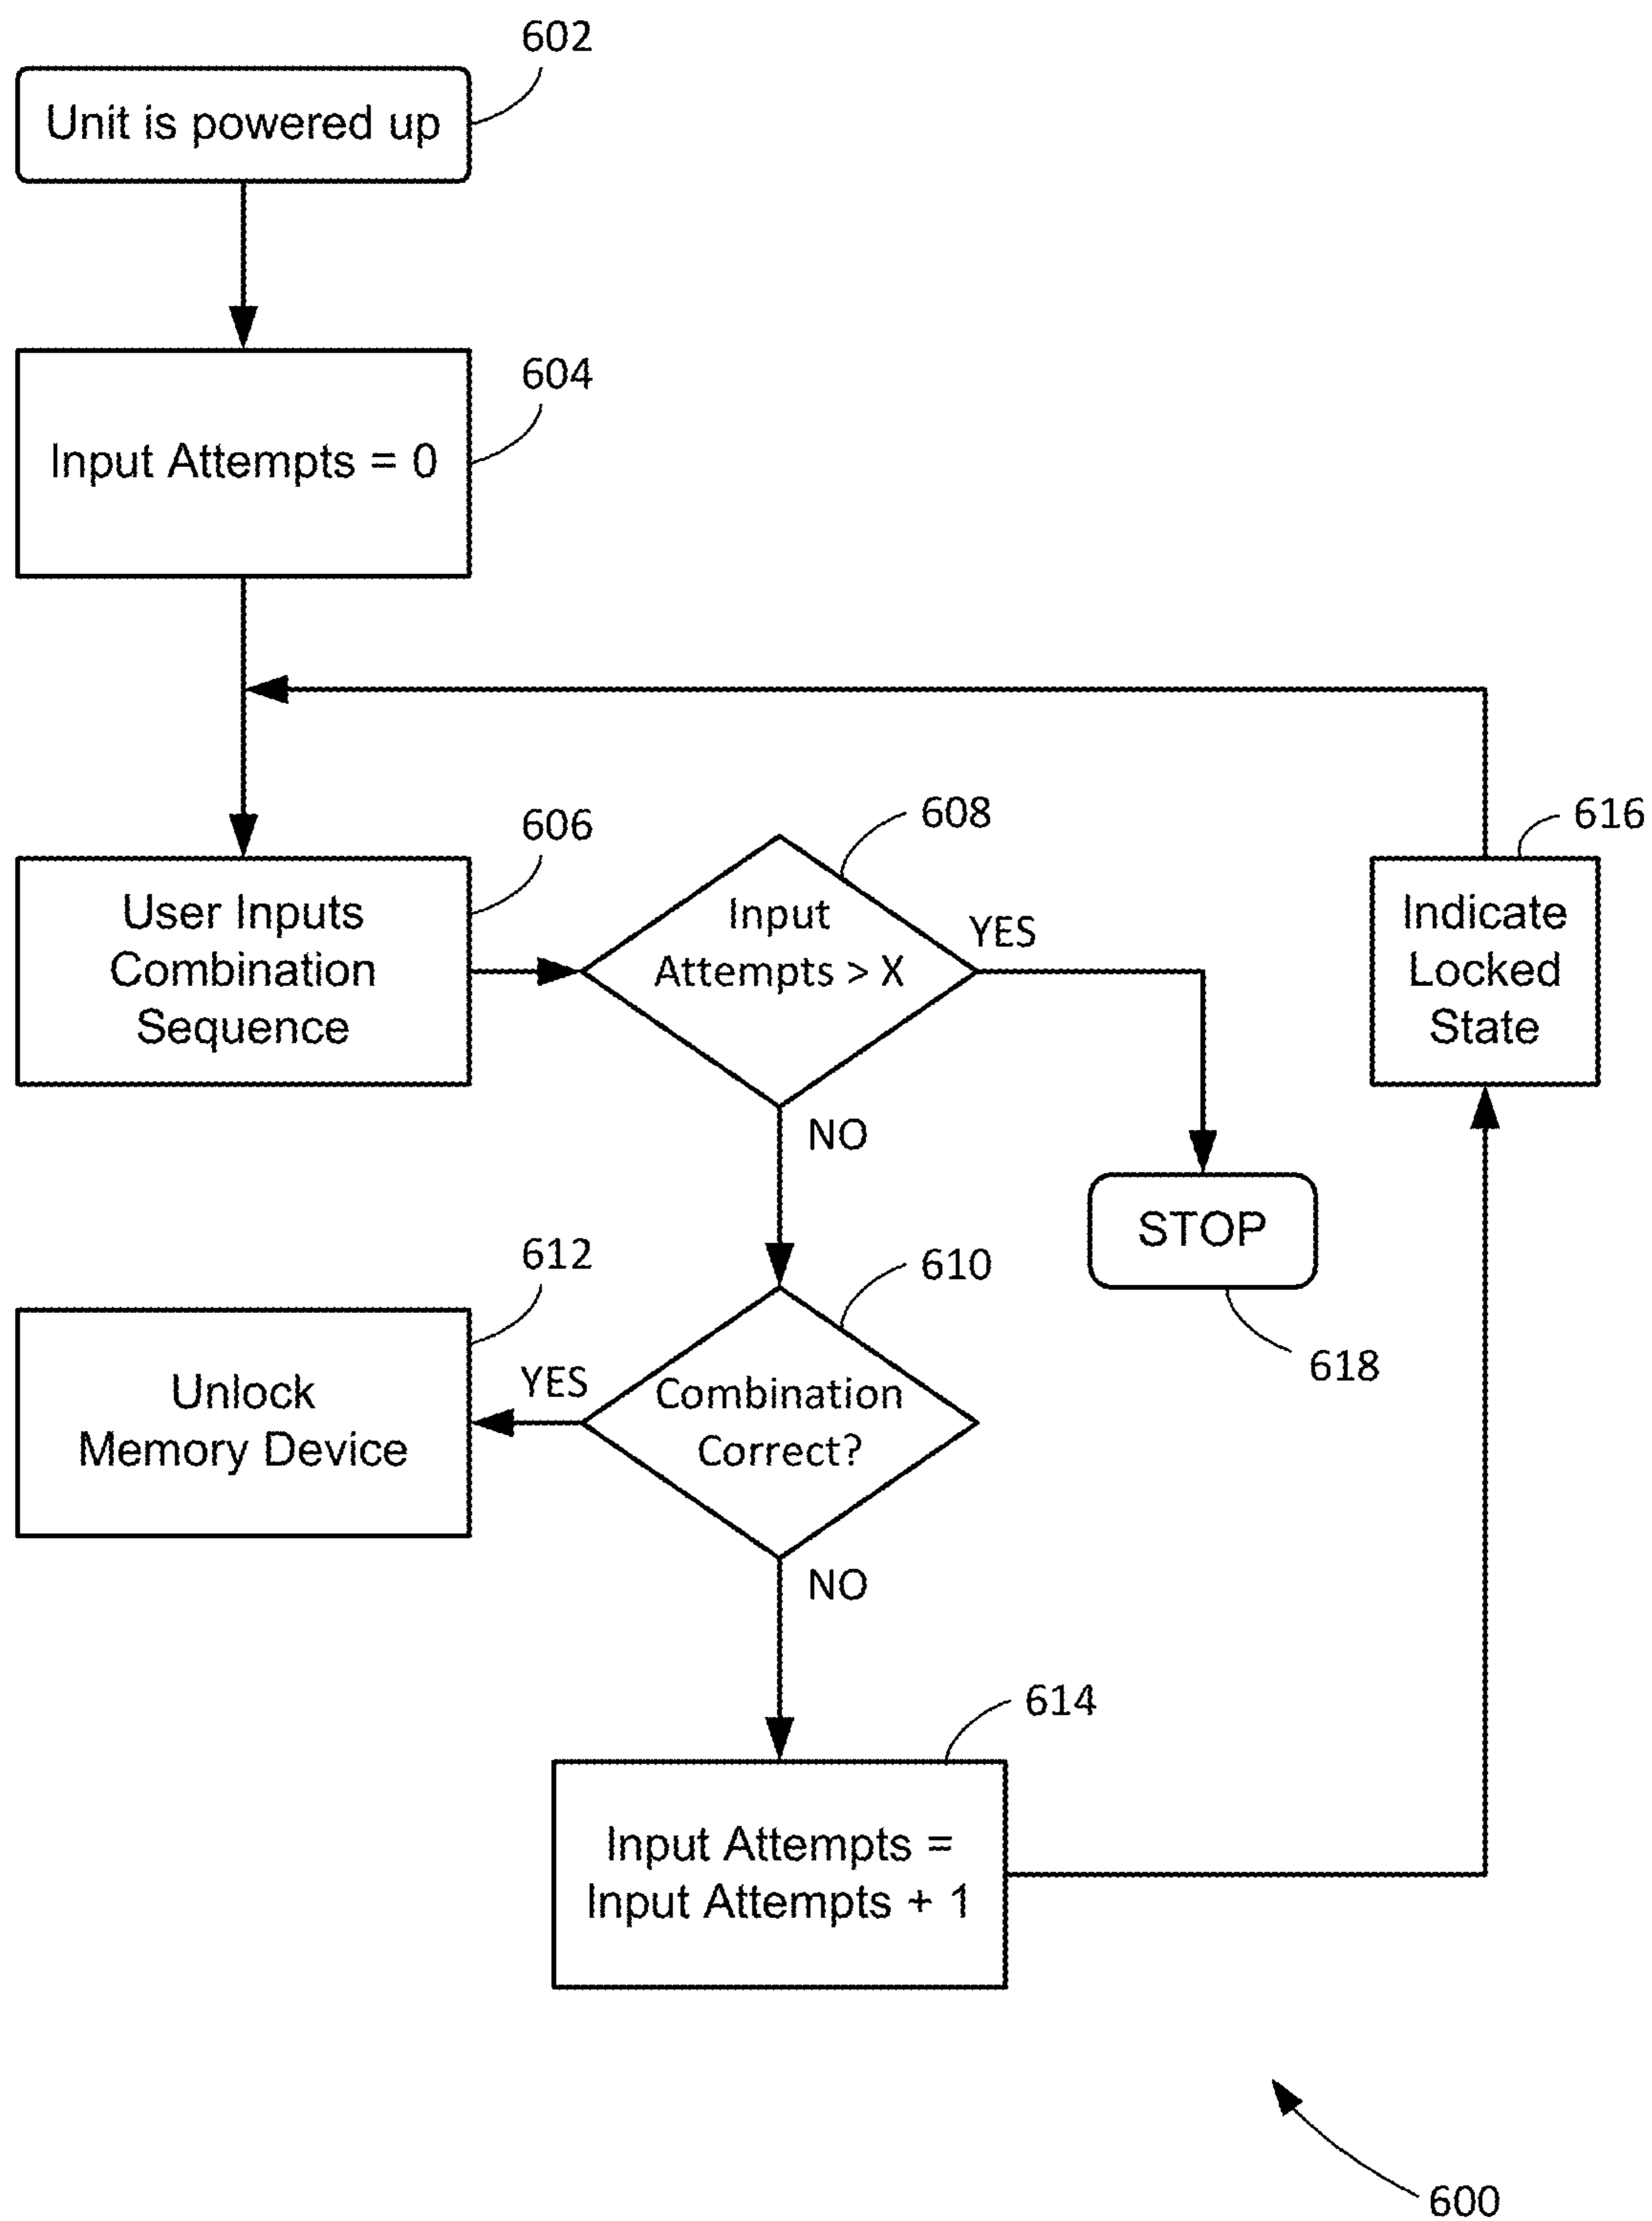 602
Unit is powered up
604
Input Attempts = 0
606
User Inputs
Combination
Sequence
608
Input
Attempts > X
YES
NO
616
Indicate
Locked
State
STOP
618
610
Combination
Correct?
YES
NO
612
Unlock
Memory Device
614
Input Attempts =
Input Attempts + 1
600